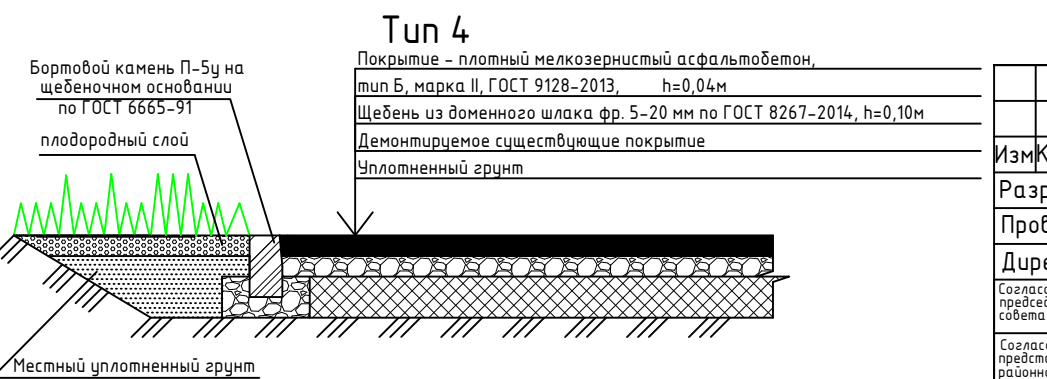 Тип 4
Бортовой камень П-5у на
щебеночном основании
по ГОСТ 6665-91
плодородный слой
Покрытие - плотный мелкозернистый асфальтобетон,
тип Б, марка II, ГОСТ 9128-2013, h=0,04м
Щебень из доменного шлака фр. 5-20 мм по ГОСТ 8267-2014, h=0,10м
Демонтируемое существующие покрытие
Уплотненный грунт
Местный уплотненный грунт
Изм
Разр
Пров
Дире
Согласо
председ
совета
Согласо
предста
районно